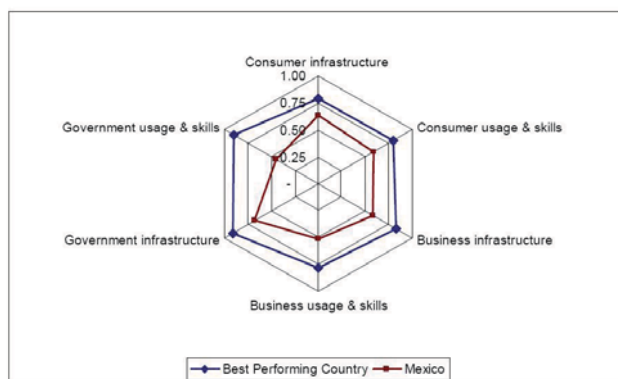 Consumer infrastructure
1.00
0.75
0.50
0.25
-
Government usage & skills
Consumer usage & skills
Government infrastructure
Business infrastructure
Business usage & skills
Best Performing Country
Mexico